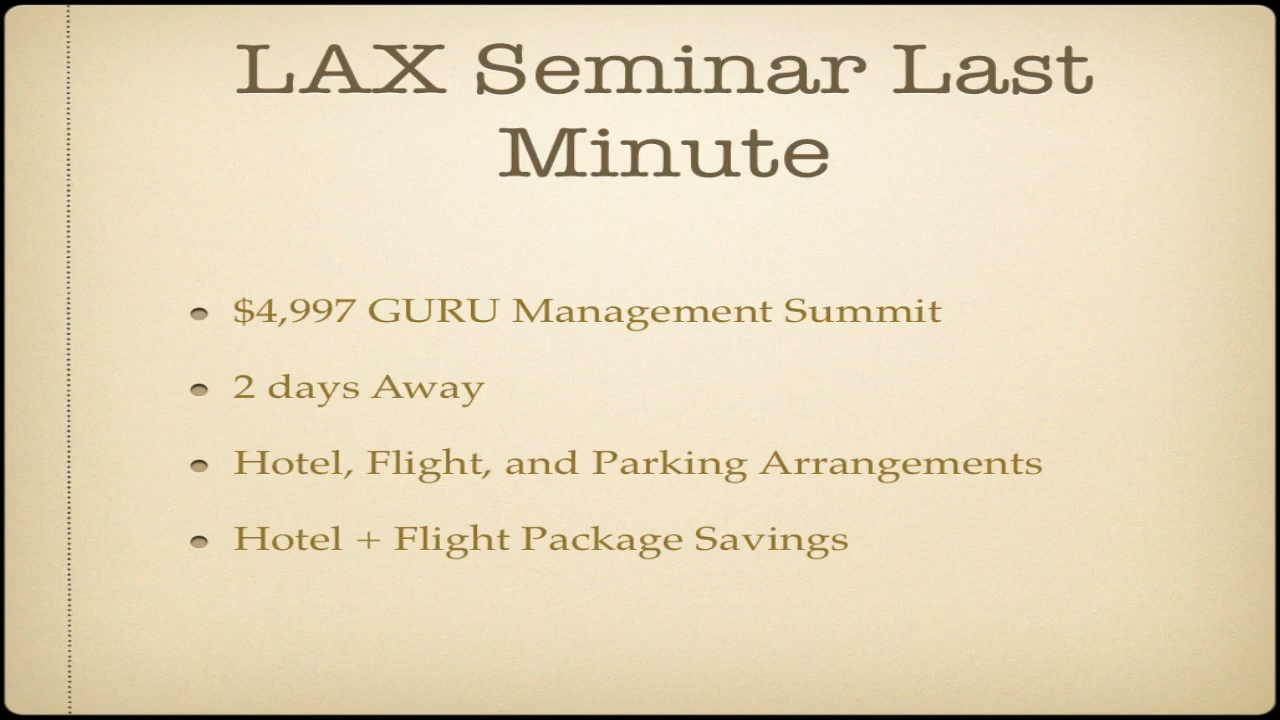 LAX Seminar Last
Minute
$4,997 GURU Management Summit
2 days Away
Hotel, Flight, and Parking Arrangements
Hotel + Flight Package Savings